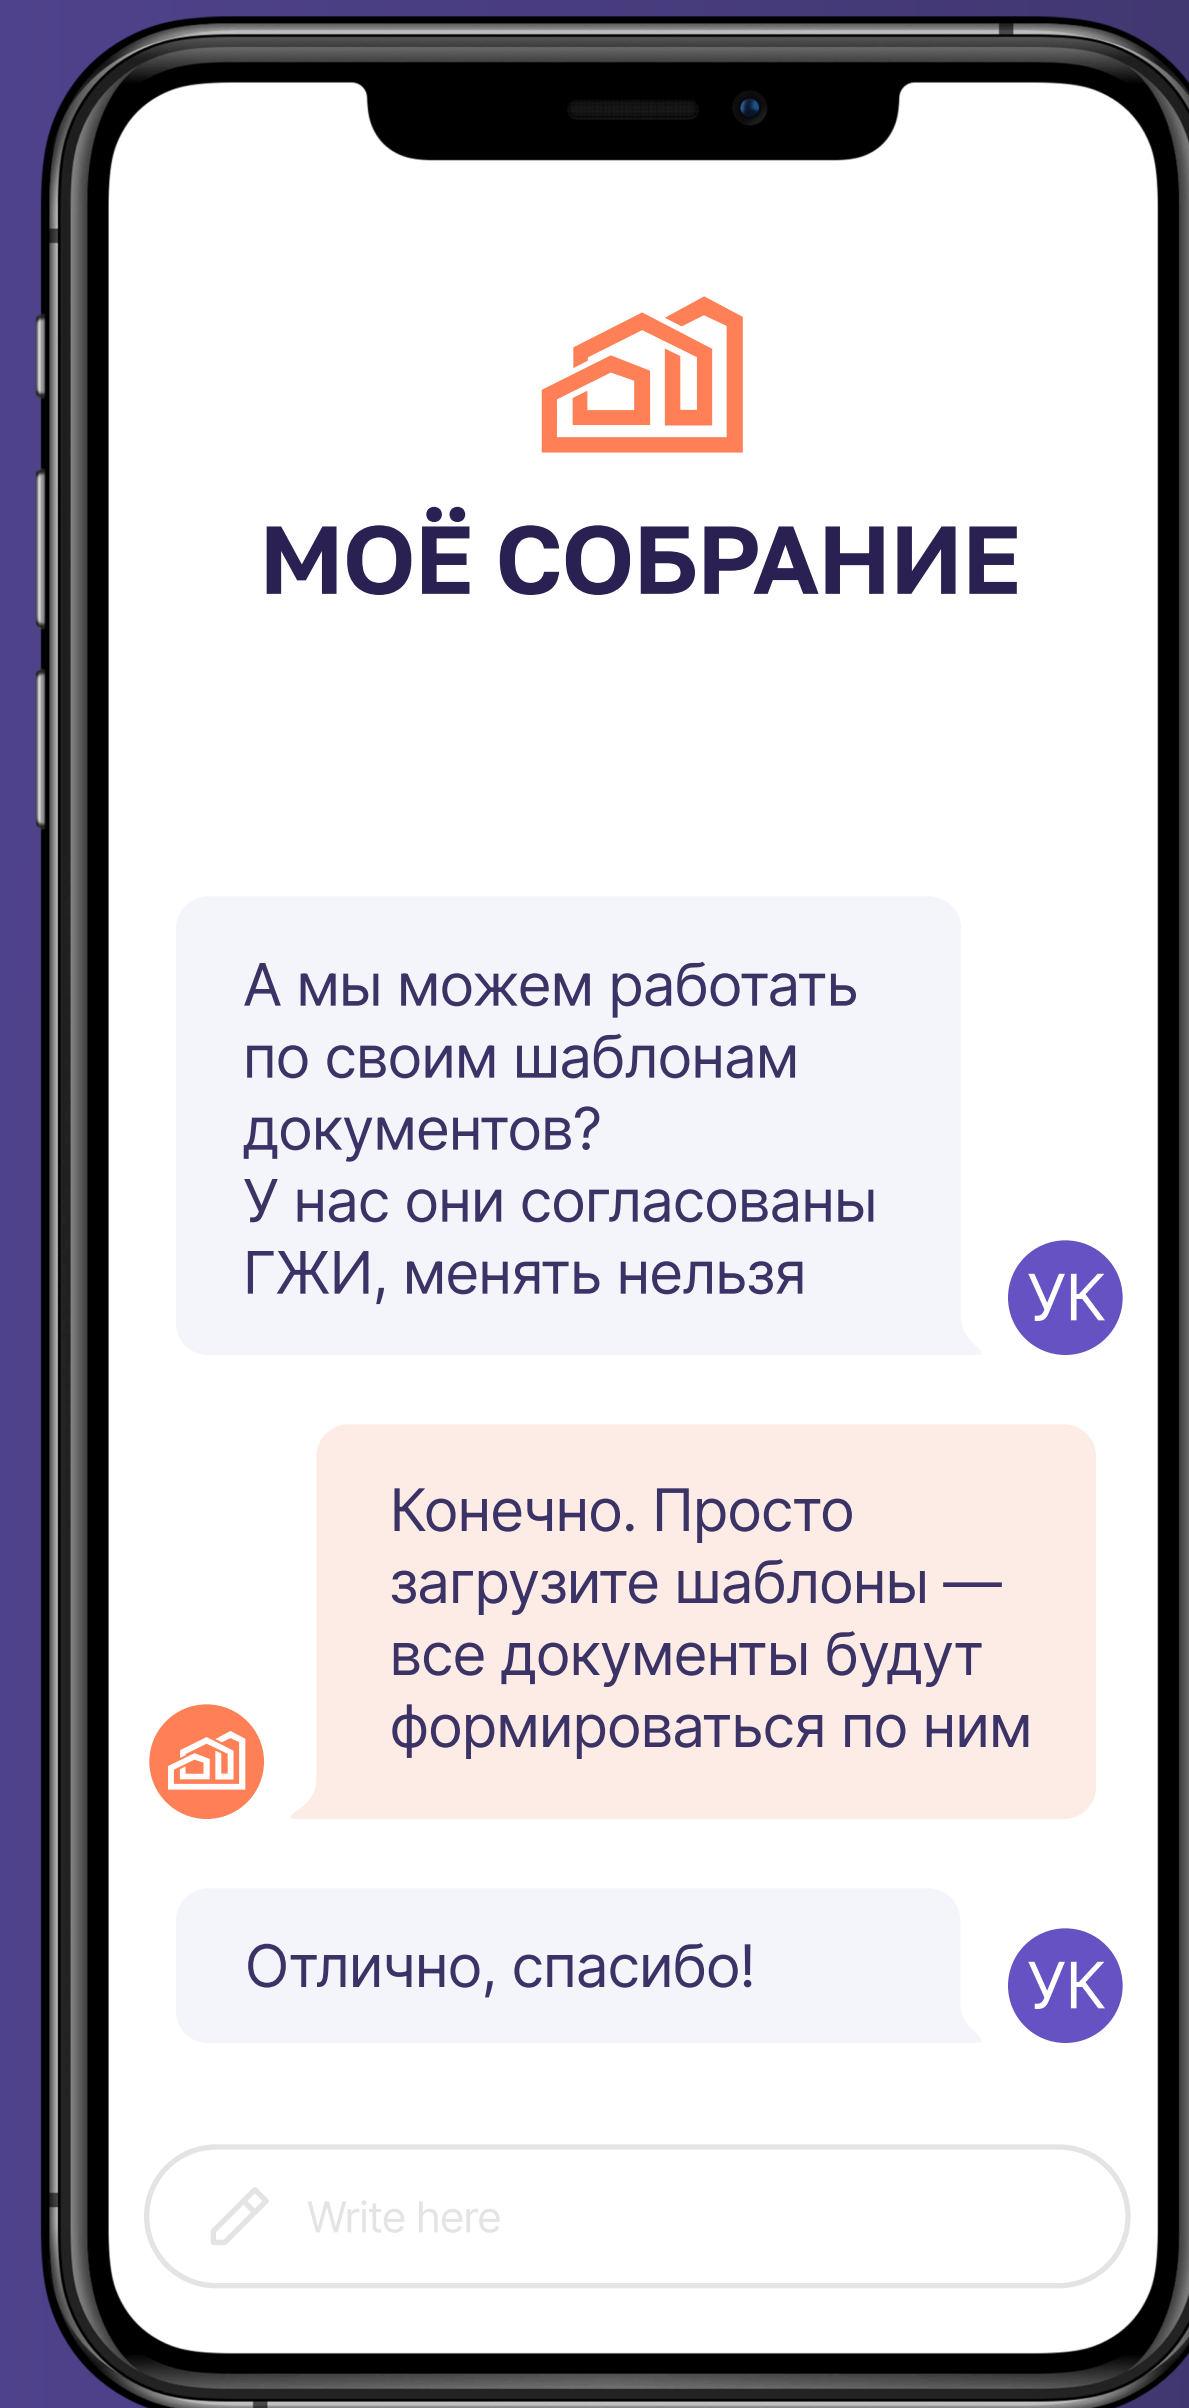 МОЁ СОБРАНИЕ
А мы можем работать
по своим шаблонам
документов?
У нас они согласованы
ГЖИ, менять нельзя
УК
Конечно. Просто
загрузите шаблоны —
все документы будут
формироваться по ним
Отлично, спасибо!
УК
Write here